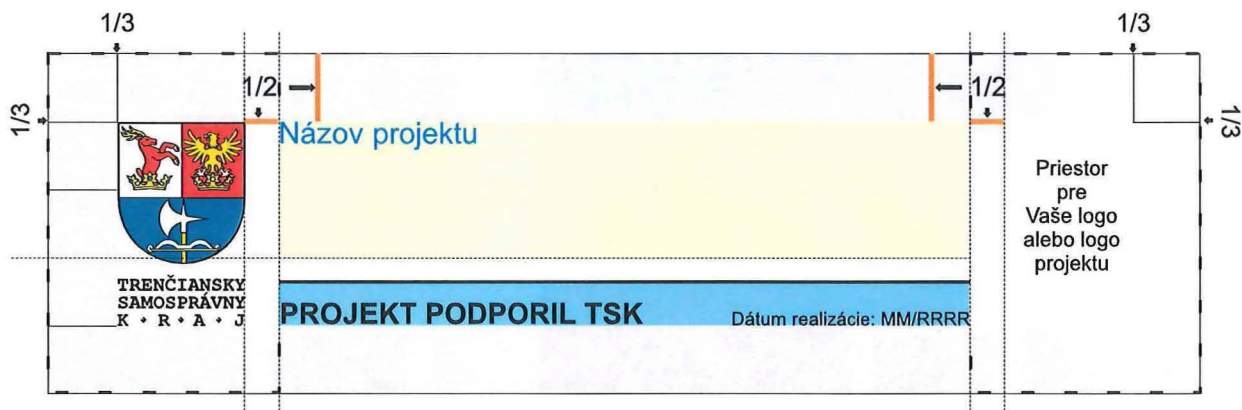 1/3
1/3
1/2
1/2
1/3
1/3
Názov projektu
TRENČIANSKY
SAMOSPRÁVNY
K • R • A • J
PROJEKT PODPORIL TSK
Dátum realizácie: MM/RRRR
Priestor
pre
Vaše logo
alebo logo
projektu